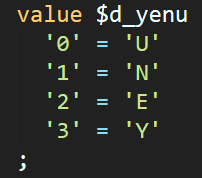 value $d_yenu
'0' = 'U'
'1' = 'N'
'2' = 'E'
'3' = 'Y'
;